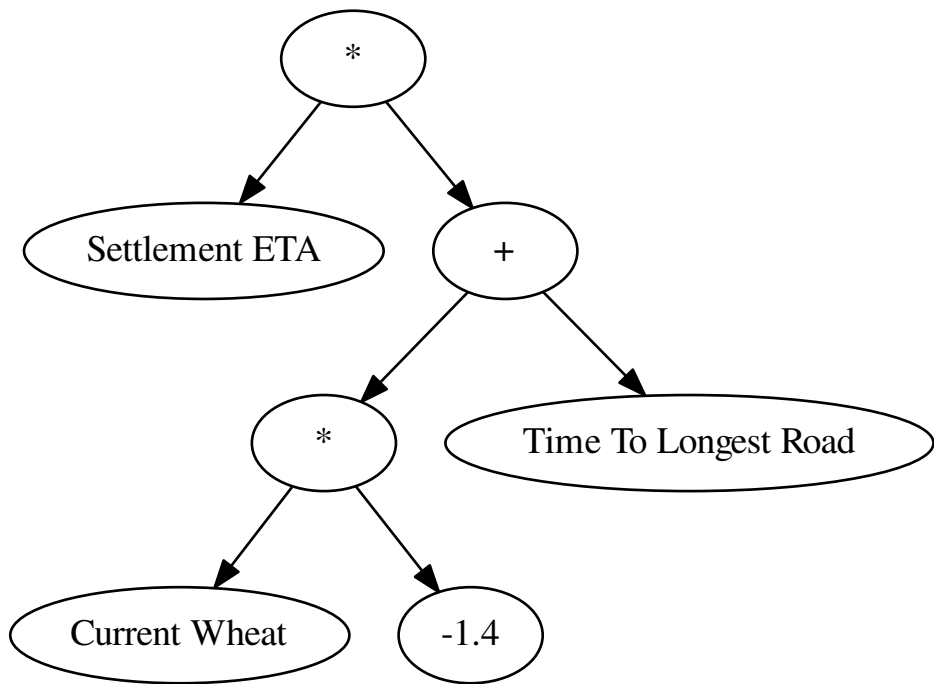 *
Settlement ETA
+
*
Time To Longest Road
Current Wheat
-1.4